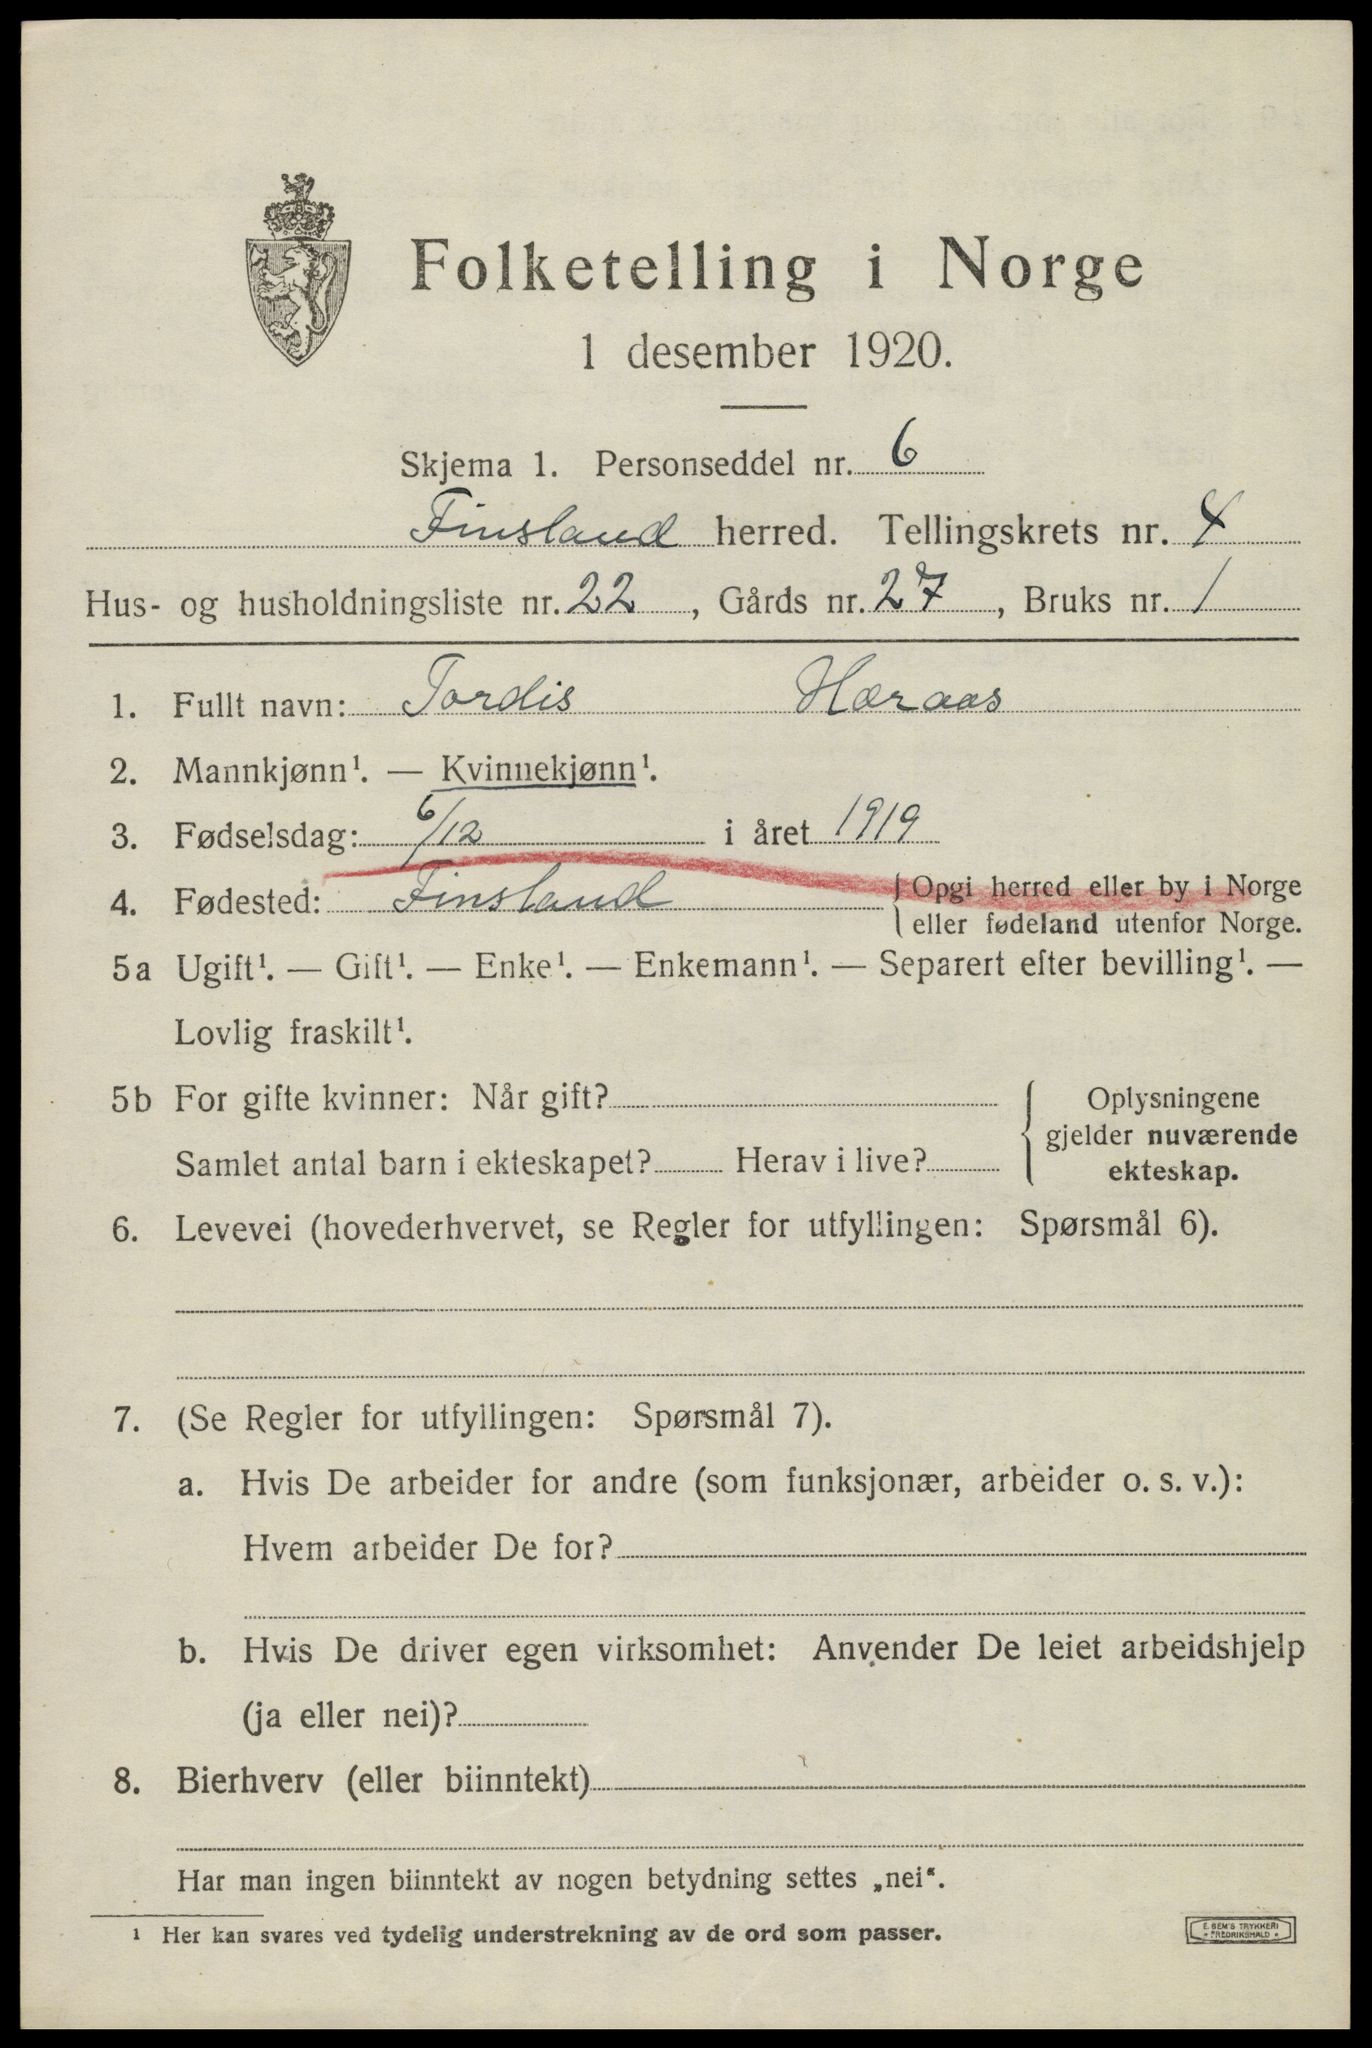 Folketelling i Norge
1 desember 1920.
Skjema 1. Personseddel nr. 6
Finsland herred. Tellingskrets nr. 4
Hus- og husholdningsliste nr. 22, Gårds nr. 27, Bruks nr. 1
1. Fullt navn: Tordis Hæraas
2. Mannkjønn¹. — Kvinnekjønn¹.
3. Fødselsdag: 6/12 i året 1919
4. Fødested: Finsland { Opgi herred eller by i Norge
eller fødeland utenfor Norge.
5a Ugift¹. — Gift¹. — Enke¹. — Enkemann¹. — Separert efter bevilling¹. —
Lovlig fraskilt¹.
5b For gifte kvinner: Når gift?
Samlet antal barn i ekteskapet? Herav i live?
{ Oplysningene
gjelder nuværende
ekteskap.
6. Levevei (hovederhvervet, se Regler for utfyllingen: Spørsmål 6).
7. (Se Regler for utfyllingen: Spørsmål 7).
a. Hvis De arbeider for andre (som funksjonær, arbeider o. s. v.):
Hvem arbeider De for?
b. Hvis De driver egen virksomhet: Anvender De leiet arbeidshjelp
(ja eller nei)?
8. Bierhverv (eller biinntekt)
Har man ingen biinntekt av nogen betydning settes „nei“.
¹ Her kan svares ved tydelig understrekning av de ord som passer.
E. SEM'S TRYKKERI
* FREDRIKSHALD *